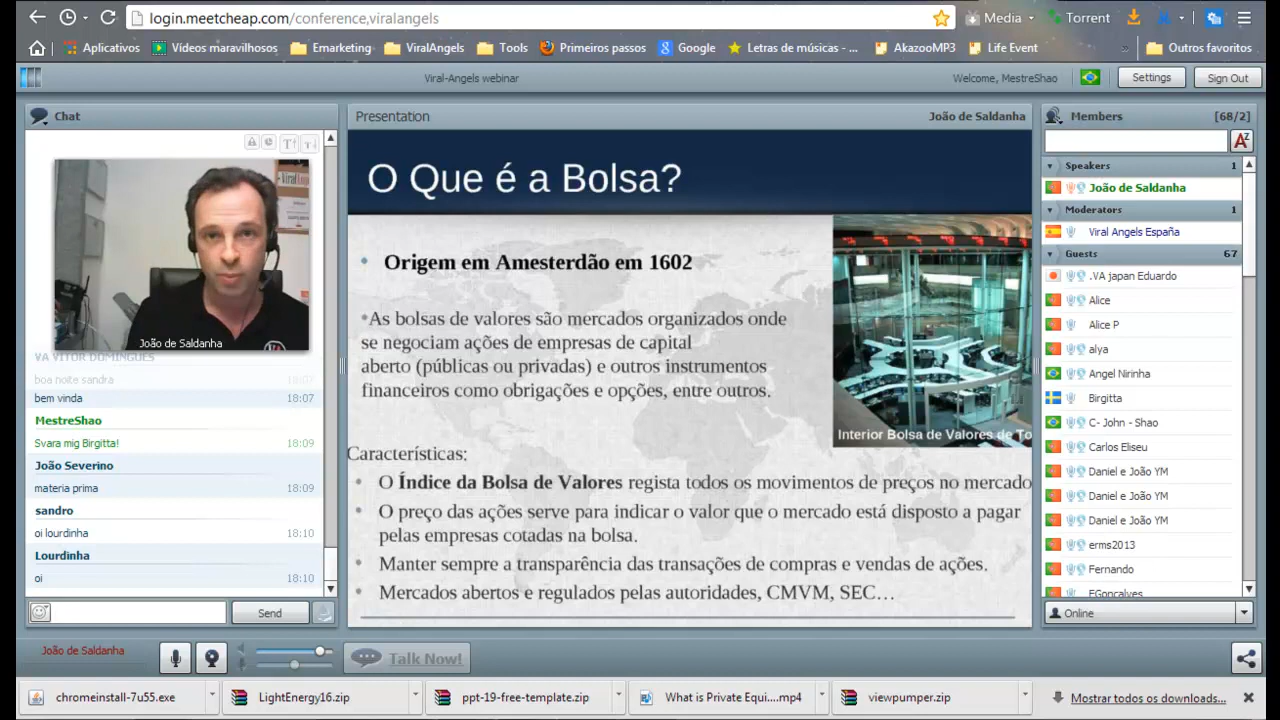 login.meetcheap.com/conference,viralangels
Media
Torrent
Aplicativos
Vídeos maravilhosos
Emarketing
ViralAngels
Tools
Primeiros passos
Google
Letras de músicas - ...
AkazooMP3
Life Event
»
Outros favoritos
Viral-Angels webinar
Welcome, MestreShao
Settings
Sign Out
Chat
João de Saldanha
VA VITOR DOMINGUES
boa noite sandra 18:07
bem vinda 18:07
MestreShao
Svara mig Birgitta! 18:09
João Severino
materia prima 18:09
sandro
oi lourdinha 18:10
Lourdinha
oi 18:10
Send
Presentation
João de Saldanha
O Que é a Bolsa?
• Origem em Amesterdão em 1602
•As bolsas de valores são mercados organizados onde
se negociam ações de empresas de capital
aberto (públicas ou privadas) e outros instrumentos
financeiros como obrigações e opções, entre outros.
Interior Bolsa de Valores de To
Características:
• O Índice da Bolsa de Valores regista todos os movimentos de preços no mercado
• O preço das ações serve para indicar o valor que o mercado está disposto a pagar
pelas empresas cotadas na bolsa.
• Manter sempre a transparência das transações de compras e vendas de ações.
• Mercados abertos e regulados pelas autoridades, CMVM, SEC…
Members [68/2]
Speakers 1
João de Saldanha
Moderators 1
Viral Angels España
Guests 67
.VA japan Eduardo
Alice
Alice P
alya
Angel Nirinha
Birgitta
C- John - Shao
Carlos Eliseu
Daniel e João YM
Daniel e João YM
Daniel e João YM
erms2013
Fernando
FGonçalves
Online
João de Saldanha
Talk Now!
chromeinstall-7u55.exe
LightEnergy16.zip
ppt-19-free-template.zip
What is Private Equi....mp4
viewpumper.zip
Mostrar todos os downloads...